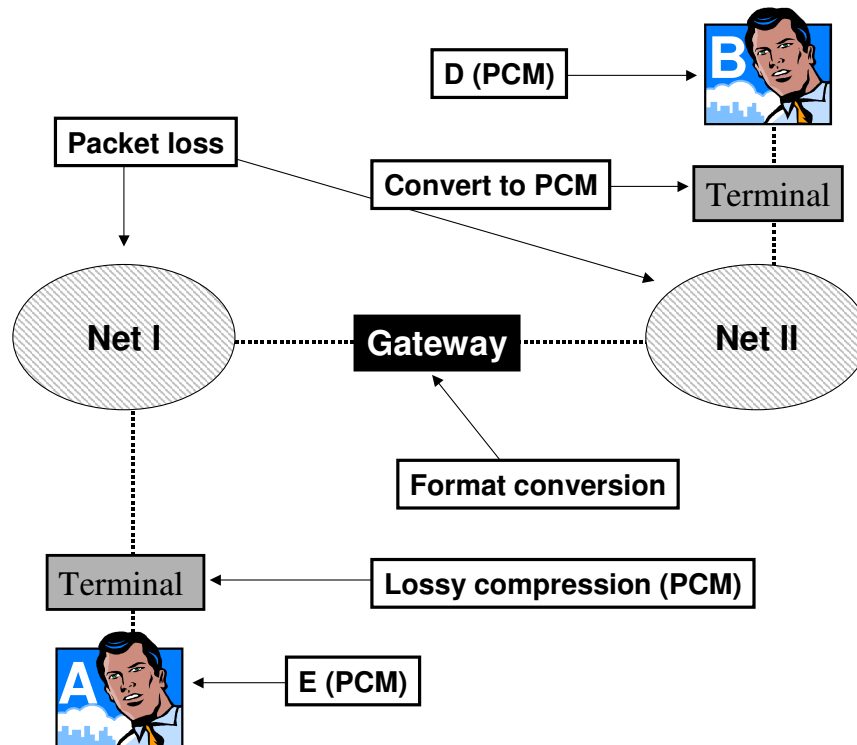 D (PCM)
B
Packet loss
Convert to PCM
Terminal
Net I
Gateway
Net II
Format conversion
Terminal
Lossy compression (PCM)
A
E (PCM)